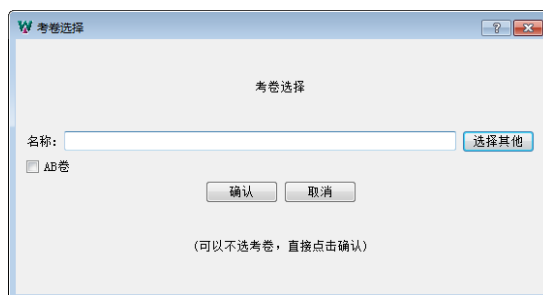 考卷选择
考卷选择
名称:
选择其他
AB卷
确认
取消
(可以不选考卷，直接点击确认)